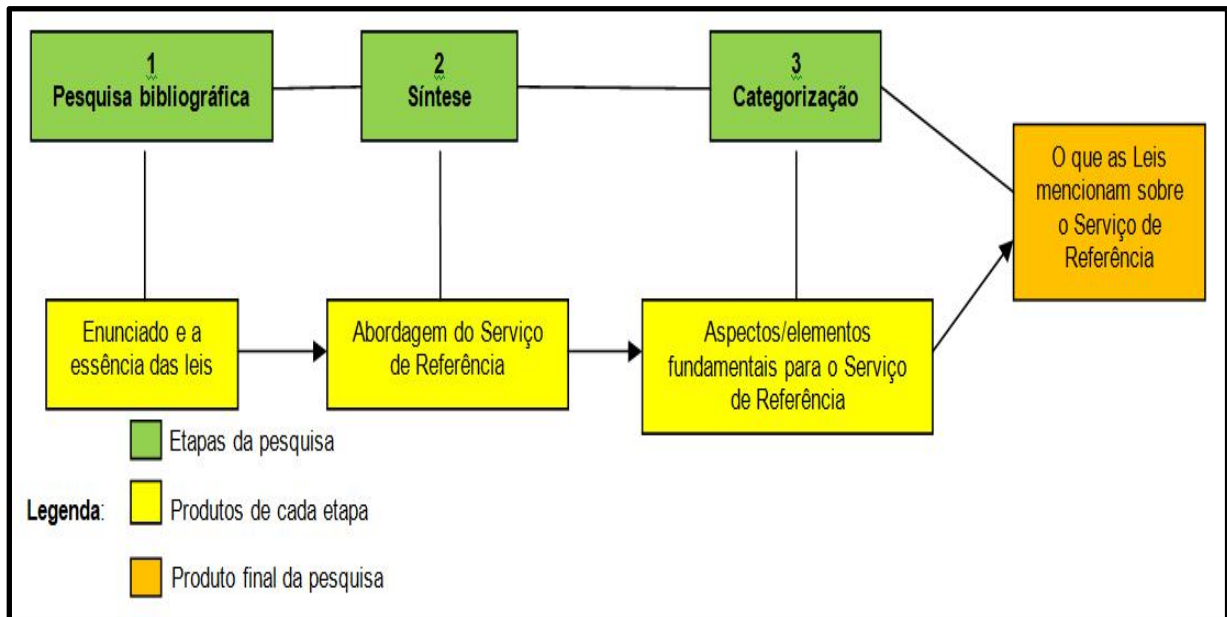 1
Pesquisa bibliográfica
2
Síntese
3
Categorização
O que as Leis
mencionam sobre
o Serviço de
Referência
Enunciado e a
essência das leis
Abordagem do Serviço
de Referência
Aspectos/elementos
fundamentais para o Serviço
de Referência
Legenda:
Etapas da pesquisa
Produtos de cada etapa
Produto final da pesquisa